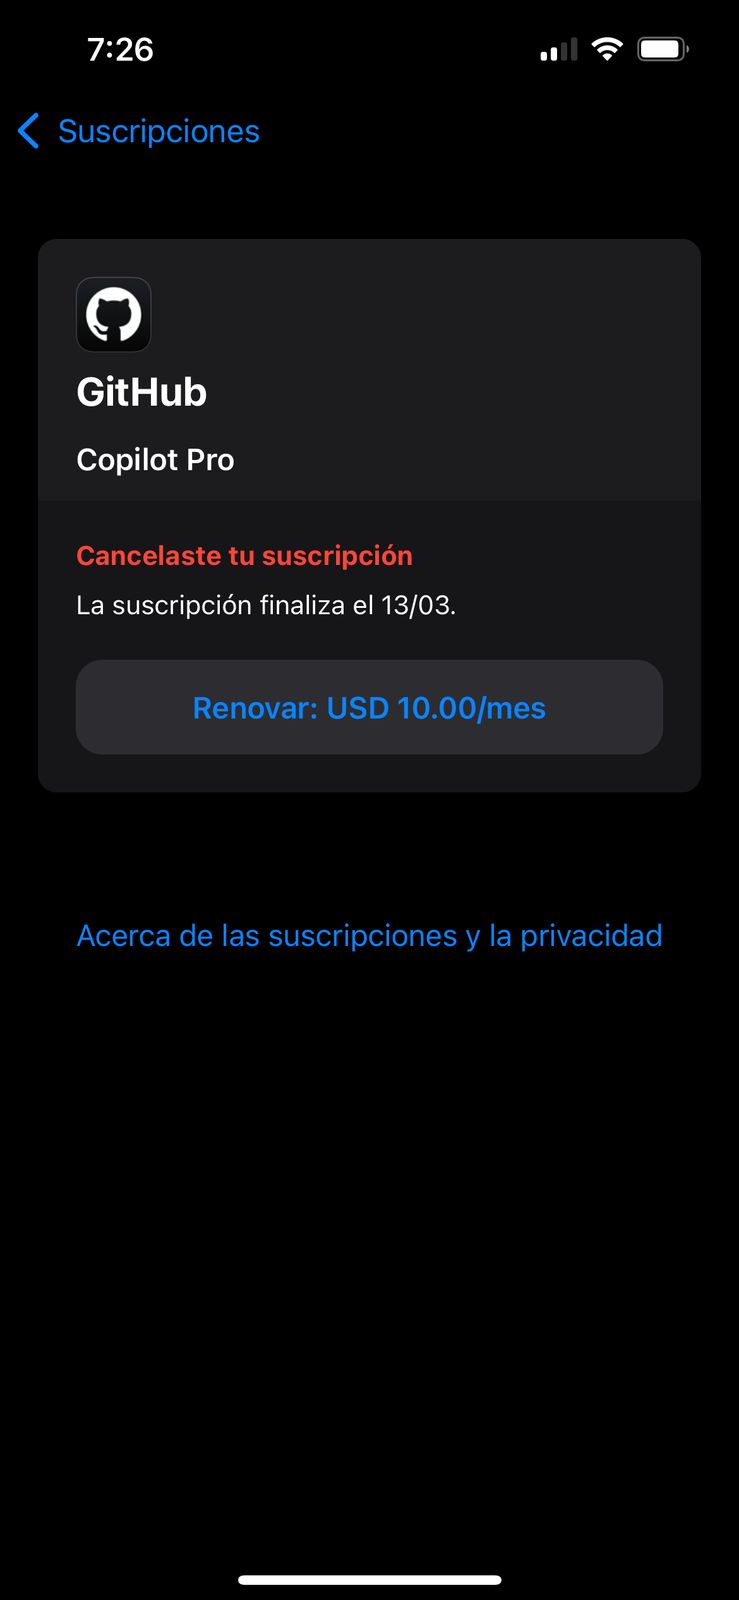 7:26
Suscripciones
GitHub
Copilot Pro
Cancelaste tu suscripción
La suscripción finaliza el 13/03.
Renovar: USD 10.00/mes
Acerca de las suscripciones y la privacidad